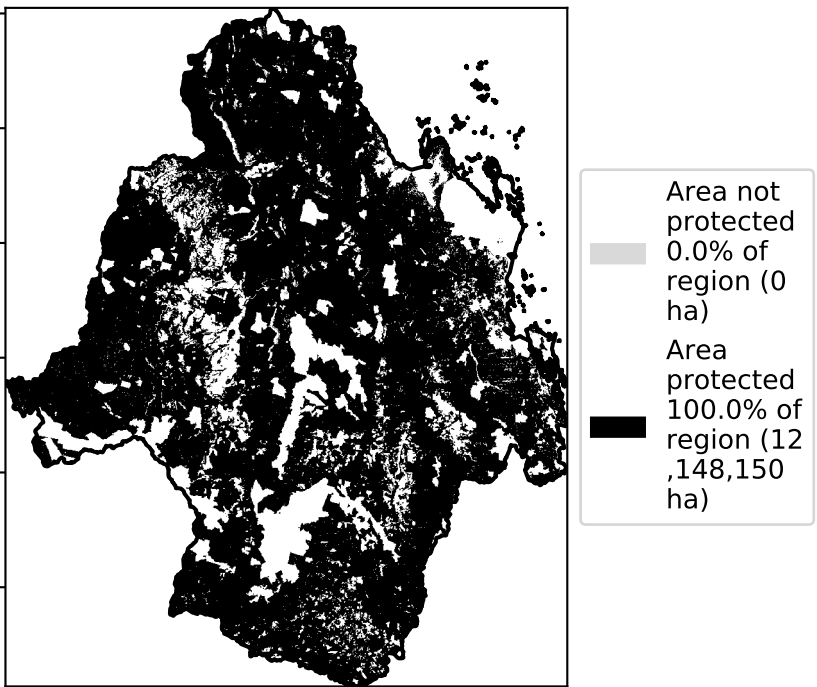 Area not
protected
0.0% of
region (0
ha)
Area
protected
100.0% of
region (12
,148,150
ha)